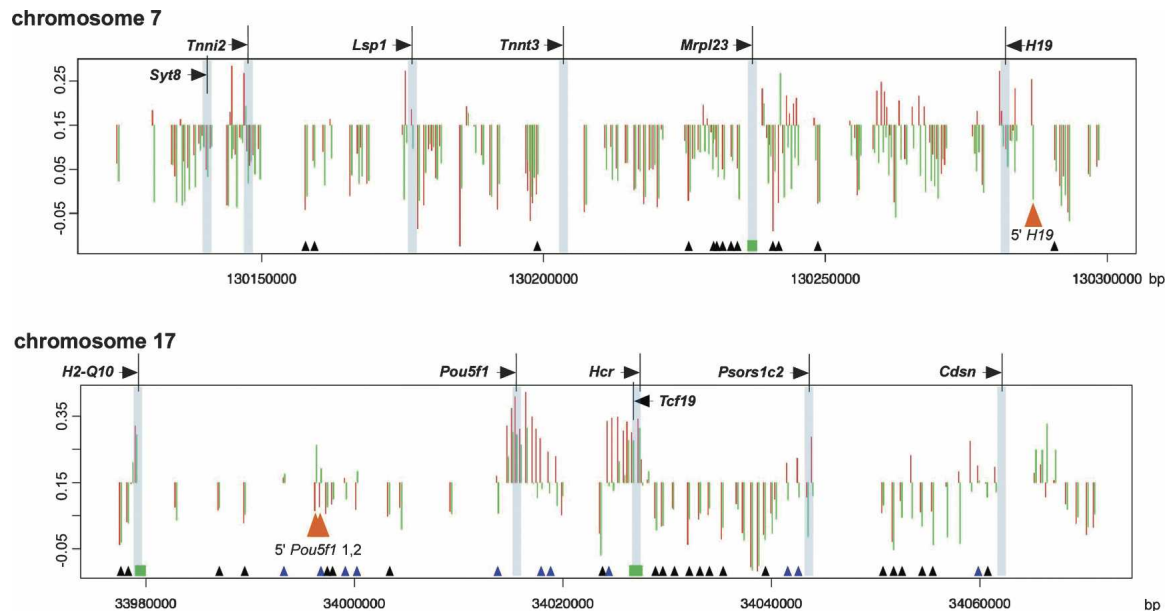 chromosome 7
Tnni2 Lsp1 Tnnt3 Mrpl23 H19
Syt8
0.25
0.15
0.05
-0.05
5' H19
130150000 130200000 130250000 130300000 bp
chromosome 17
H2-Q10 Pou5f1 Hcr Psors1c2 Cdsn
Tcf19
0.35
0.15
-0.05
5' Pou5f1 1,2
33980000 34000000 34020000 34040000 34060000 bp